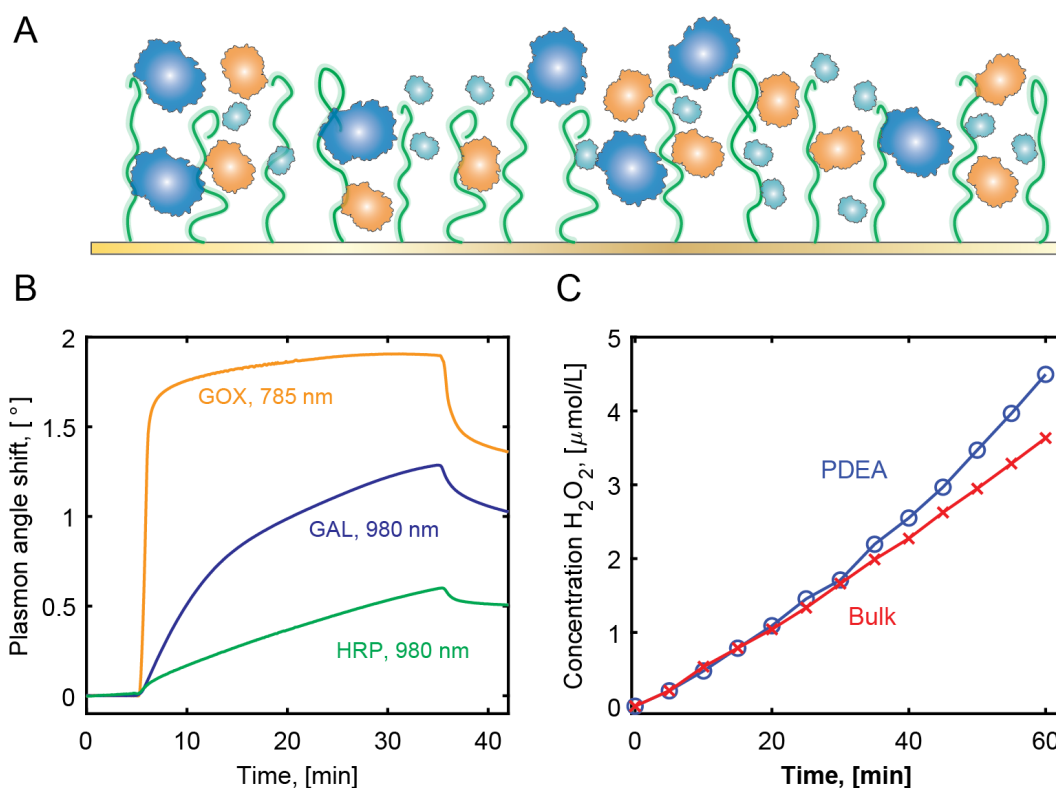 A
B
C
2
1.5
1
0.5
0
0
10
20
30
40
Plasmon angle shift, [ ° ]
Time, [min]
GOX, 785 nm
GAL, 980 nm
HRP, 980 nm
5
4
3
2
1
0
0
20
40
60
Concentration H₂O₂, [μmol/L]
Time, [min]
PDEA
Bulk